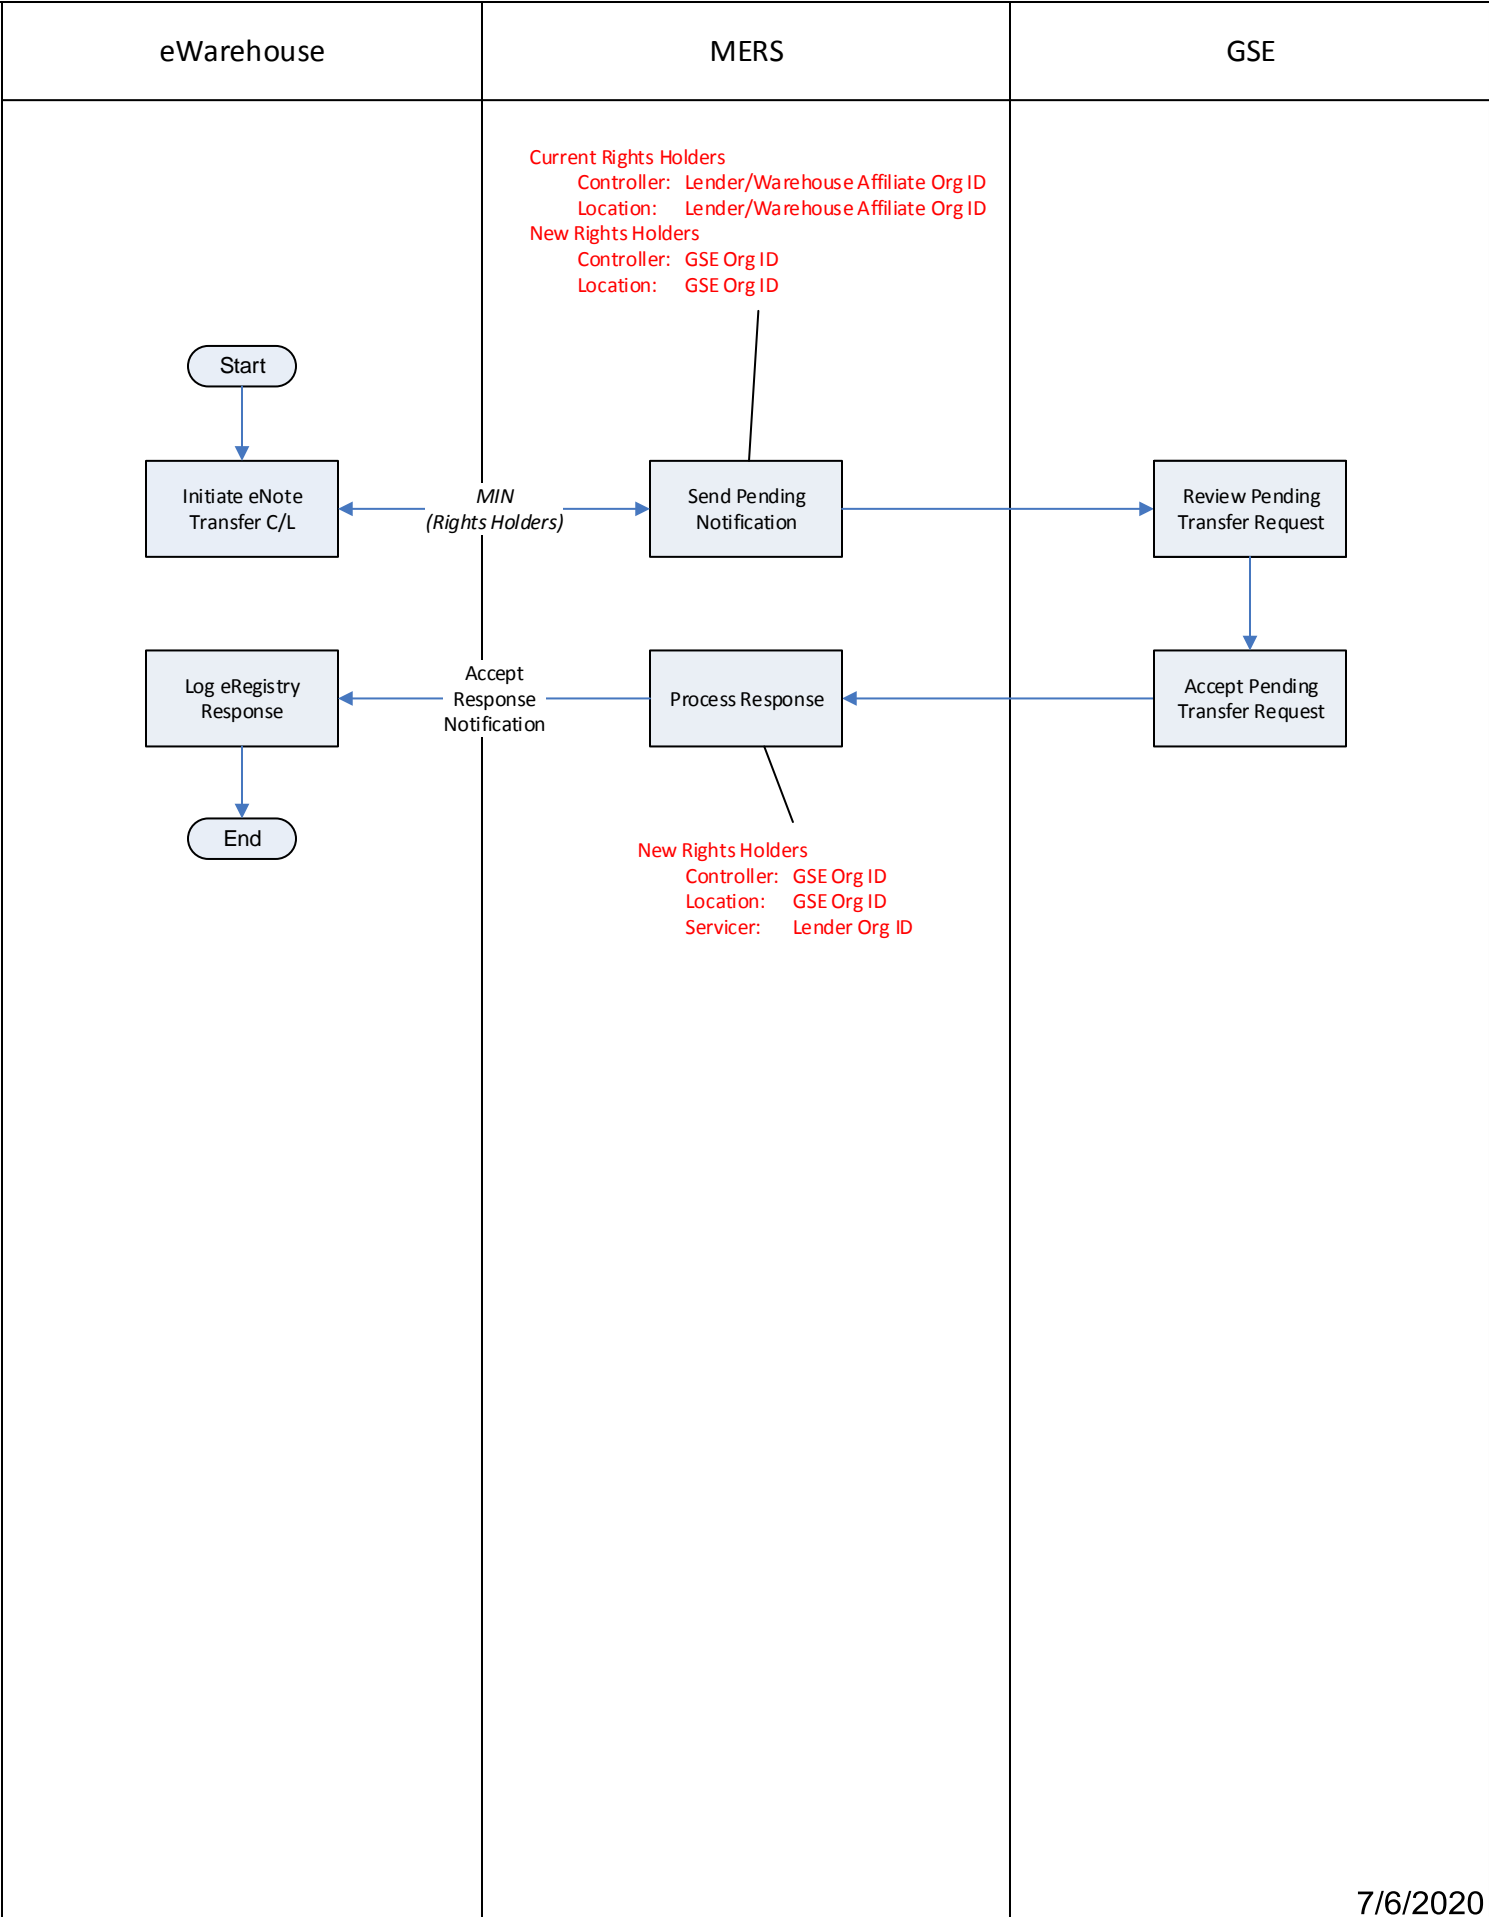 eWarehouse
MERS
GSE
Current Rights Holders
Controller: Lender/Warehouse Affiliate Org ID
Location: Lender/Warehouse Affiliate Org ID
New Rights Holders
Controller: GSE Org ID
Location: GSE Org ID
Start
Initiate eNote
Transfer C/L
MIN
(Rights Holders)
Send Pending
Notification
Review Pending
Transfer Request
Log eRegistry
Response
Accept
Response
Notification
Process Response
Accept Pending
Transfer Request
End
New Rights Holders
Controller: GSE Org ID
Location: GSE Org ID
Servicer: Lender Org ID
7/6/2020